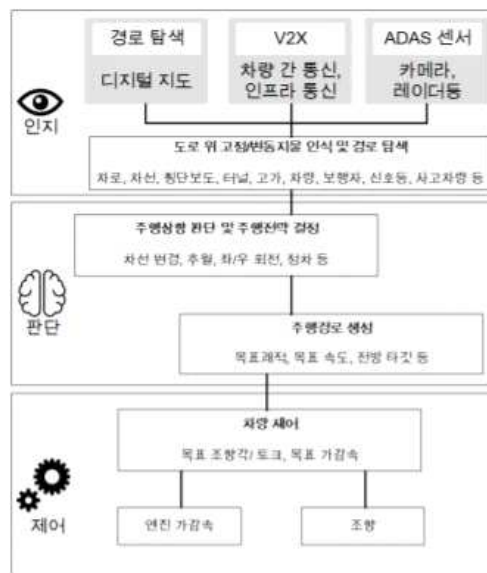 경로 탐색
디지털 지도
V2X
차량 간 통신,
인프라 통신
ADAS 센서
카메라,
레이더등
인지
도로 위 고정/변동지물 인식 및 경로 탐색
차로, 차선, 횡단보도, 터널, 고가, 차량, 보행자, 신호등, 사고차량 등
판단
주행상황 판단 및 주행전략 결정
차선 변경, 추월, 좌/우 회전, 정차 등
주행경로 생성
목표궤적, 목표 속도, 전방 타깃 등
제어
차량 제어
목표 조향각/ 토크, 목표 가감속
엔진 가감속
조향